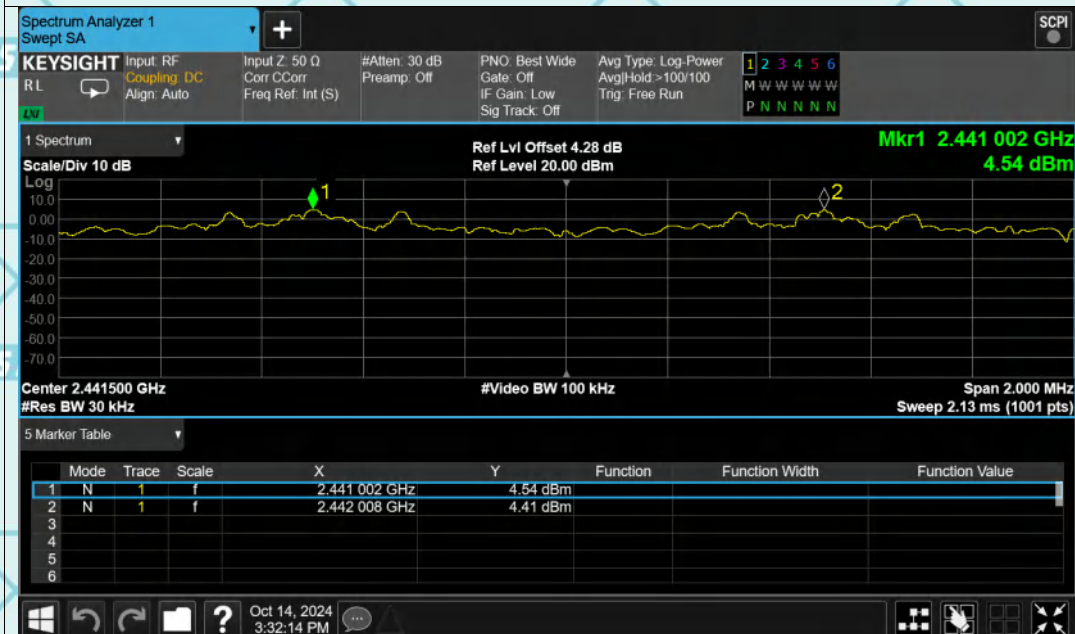 Spectrum Analyzer 1
Swept SA
+
SCPI
KEYSIGHT
R L
LXI
Input: RF
Coupling: DC
Align: Auto
Input Z: 50 Ω
Corr CCorr
Freq Ref: Int (S)
#Atten: 30 dB
Preamp: Off
PNO: Best Wide
Gate: Off
IF Gain: Low
Sig Track: Off
Avg Type: Log-Power
Avg|Hold:>100/100
Trig: Free Run
1 2 3 4 5 6
M W W W W W
P N N N N N
1 Spectrum
Scale/Div 10 dB
Ref Lvl Offset 4.28 dB
Ref Level 20.00 dBm
Mkr1 2.441 002 GHz
4.54 dBm
Log
10.0
0.00
-10.0
-20.0
-30.0
-40.0
-50.0
-60.0
-70.0
1
2
Center 2.441500 GHz
#Res BW 30 kHz
#Video BW 100 kHz
Span 2.000 MHz
Sweep 2.13 ms (1001 pts)
5 Marker Table
Mode Trace Scale X Y Function Function Width Function Value
1 N 1 f 2.441 002 GHz 4.54 dBm
2 N 1 f 2.442 008 GHz 4.41 dBm
3
4
5
6
?
Oct 14, 2024
3:32:14 PM